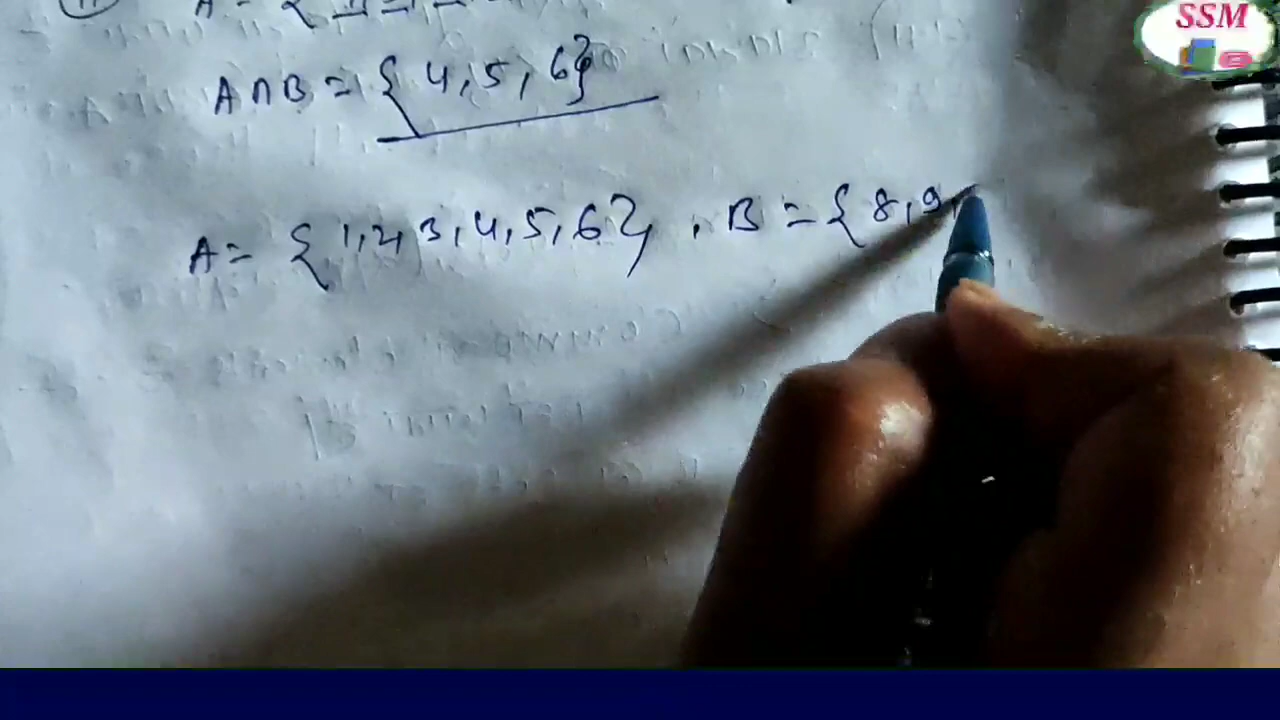 SSM
A = {
A∩B = {4,5,6}
A = {1,2,3,4,5,6}, , B = {8,9,